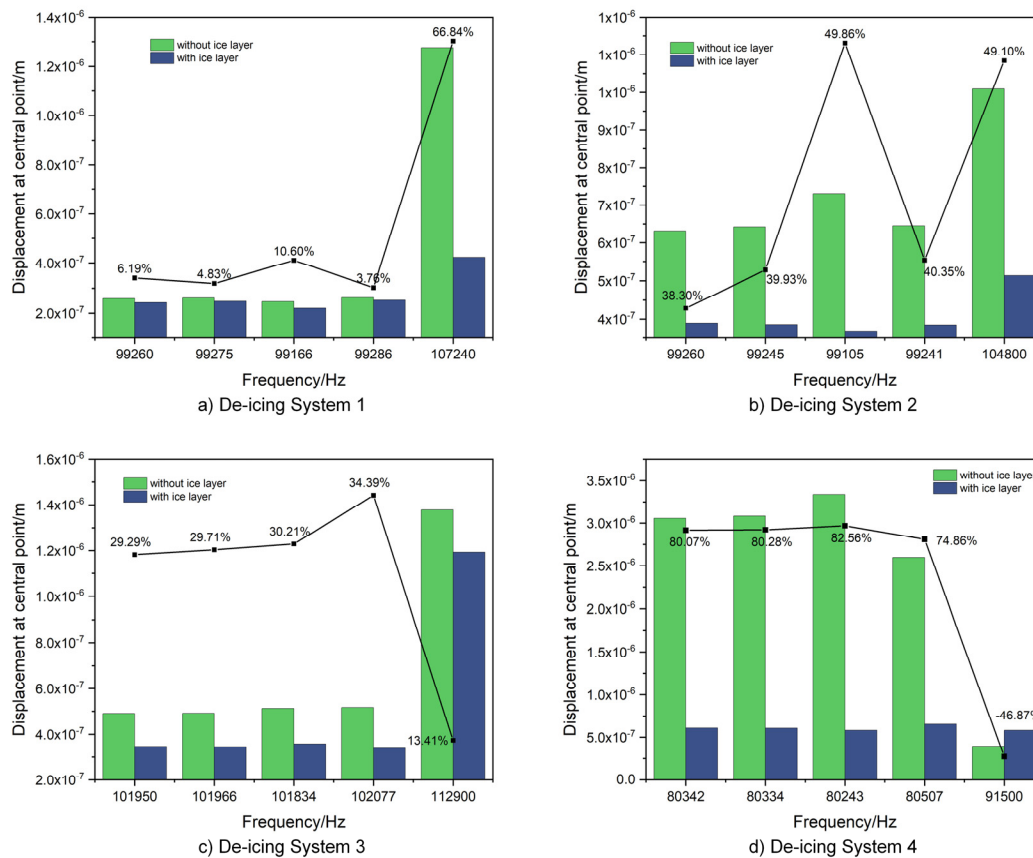 1.4x10⁻⁶
1.2x10⁻⁶
1.0x10⁻⁶
8.0x10⁻⁷
6.0x10⁻⁷
4.0x10⁻⁷
2.0x10⁻⁷
Displacement at central point/m
without ice layer
with ice layer
6.19%
4.83%
10.60%
3.76%
66.84%
99260 99275 99166 99286 107240
Frequency/Hz
a) De-icing System 1
1x10⁻⁶
1x10⁻⁶
1x10⁻⁶
9x10⁻⁷
8x10⁻⁷
7x10⁻⁷
6x10⁻⁷
5x10⁻⁷
4x10⁻⁷
Displacement at central point/m
without ice layer
with ice layer
38.30%
39.93%
49.86%
40.35%
49.10%
99260 99245 99105 99241 104800
Frequency/Hz
b) De-icing System 2
1.6x10⁻⁶
1.4x10⁻⁶
1.2x10⁻⁶
1.0x10⁻⁶
8.0x10⁻⁷
6.0x10⁻⁷
4.0x10⁻⁷
2.0x10⁻⁷
Displacement at central point/m
without ice layer
with ice layer
29.29%
29.71%
30.21%
34.39%
13.41%
101950 101966 101834 102077 112900
Frequency/Hz
c) De-icing System 3
3.5x10⁻⁶
3.0x10⁻⁶
2.5x10⁻⁶
2.0x10⁻⁶
1.5x10⁻⁶
1.0x10⁻⁶
5.0x10⁻⁷
0.0
Displacement at central point/m
without ice layer
with ice layer
80.07%
80.28%
82.56%
74.86%
-46.87%
80342 80334 80243 80507 91500
Frequency/Hz
d) De-icing System 4